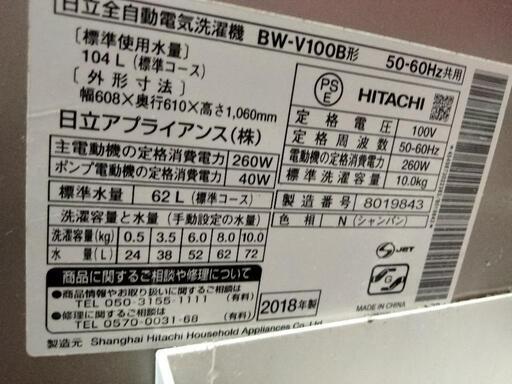 日立全自動電気洗濯機 BW-V100B形 50-60Hz共用
[標準使用水量]
104L (標準コース)
[外形寸法]
幅608×奥行610×高さ1,060mm
日立アプライアンス(株)
主電動機の定格消費電力 260W
ポンプ電動機の定格消費電力 40W
標準水量 62L (標準コース)
洗濯容量と水量 (手動設定の水量)
洗濯容量(kg) 0.5 3.5 6.0 8.0 10.0
水量(L) 24 38 52 62 72
商品に関するご相談や修理について
商品情報やお取り扱いに関するご相談
TEL 050-3155-1111 (有料)
●修理に関するご相談
TEL 0570-0031-68 (有料)
2018年製
製造元 Shanghai Hitachi Household Appliances Co.,Ltd.
PS
E
HITACHI
定格電圧 100V
定格周波数 50-60Hz
電動機の定格消費電力 260W
標準洗濯容量 10.0kg
製造番号 8019843
色相 N (シャンパン)
JET
G
MADE IN CHINA